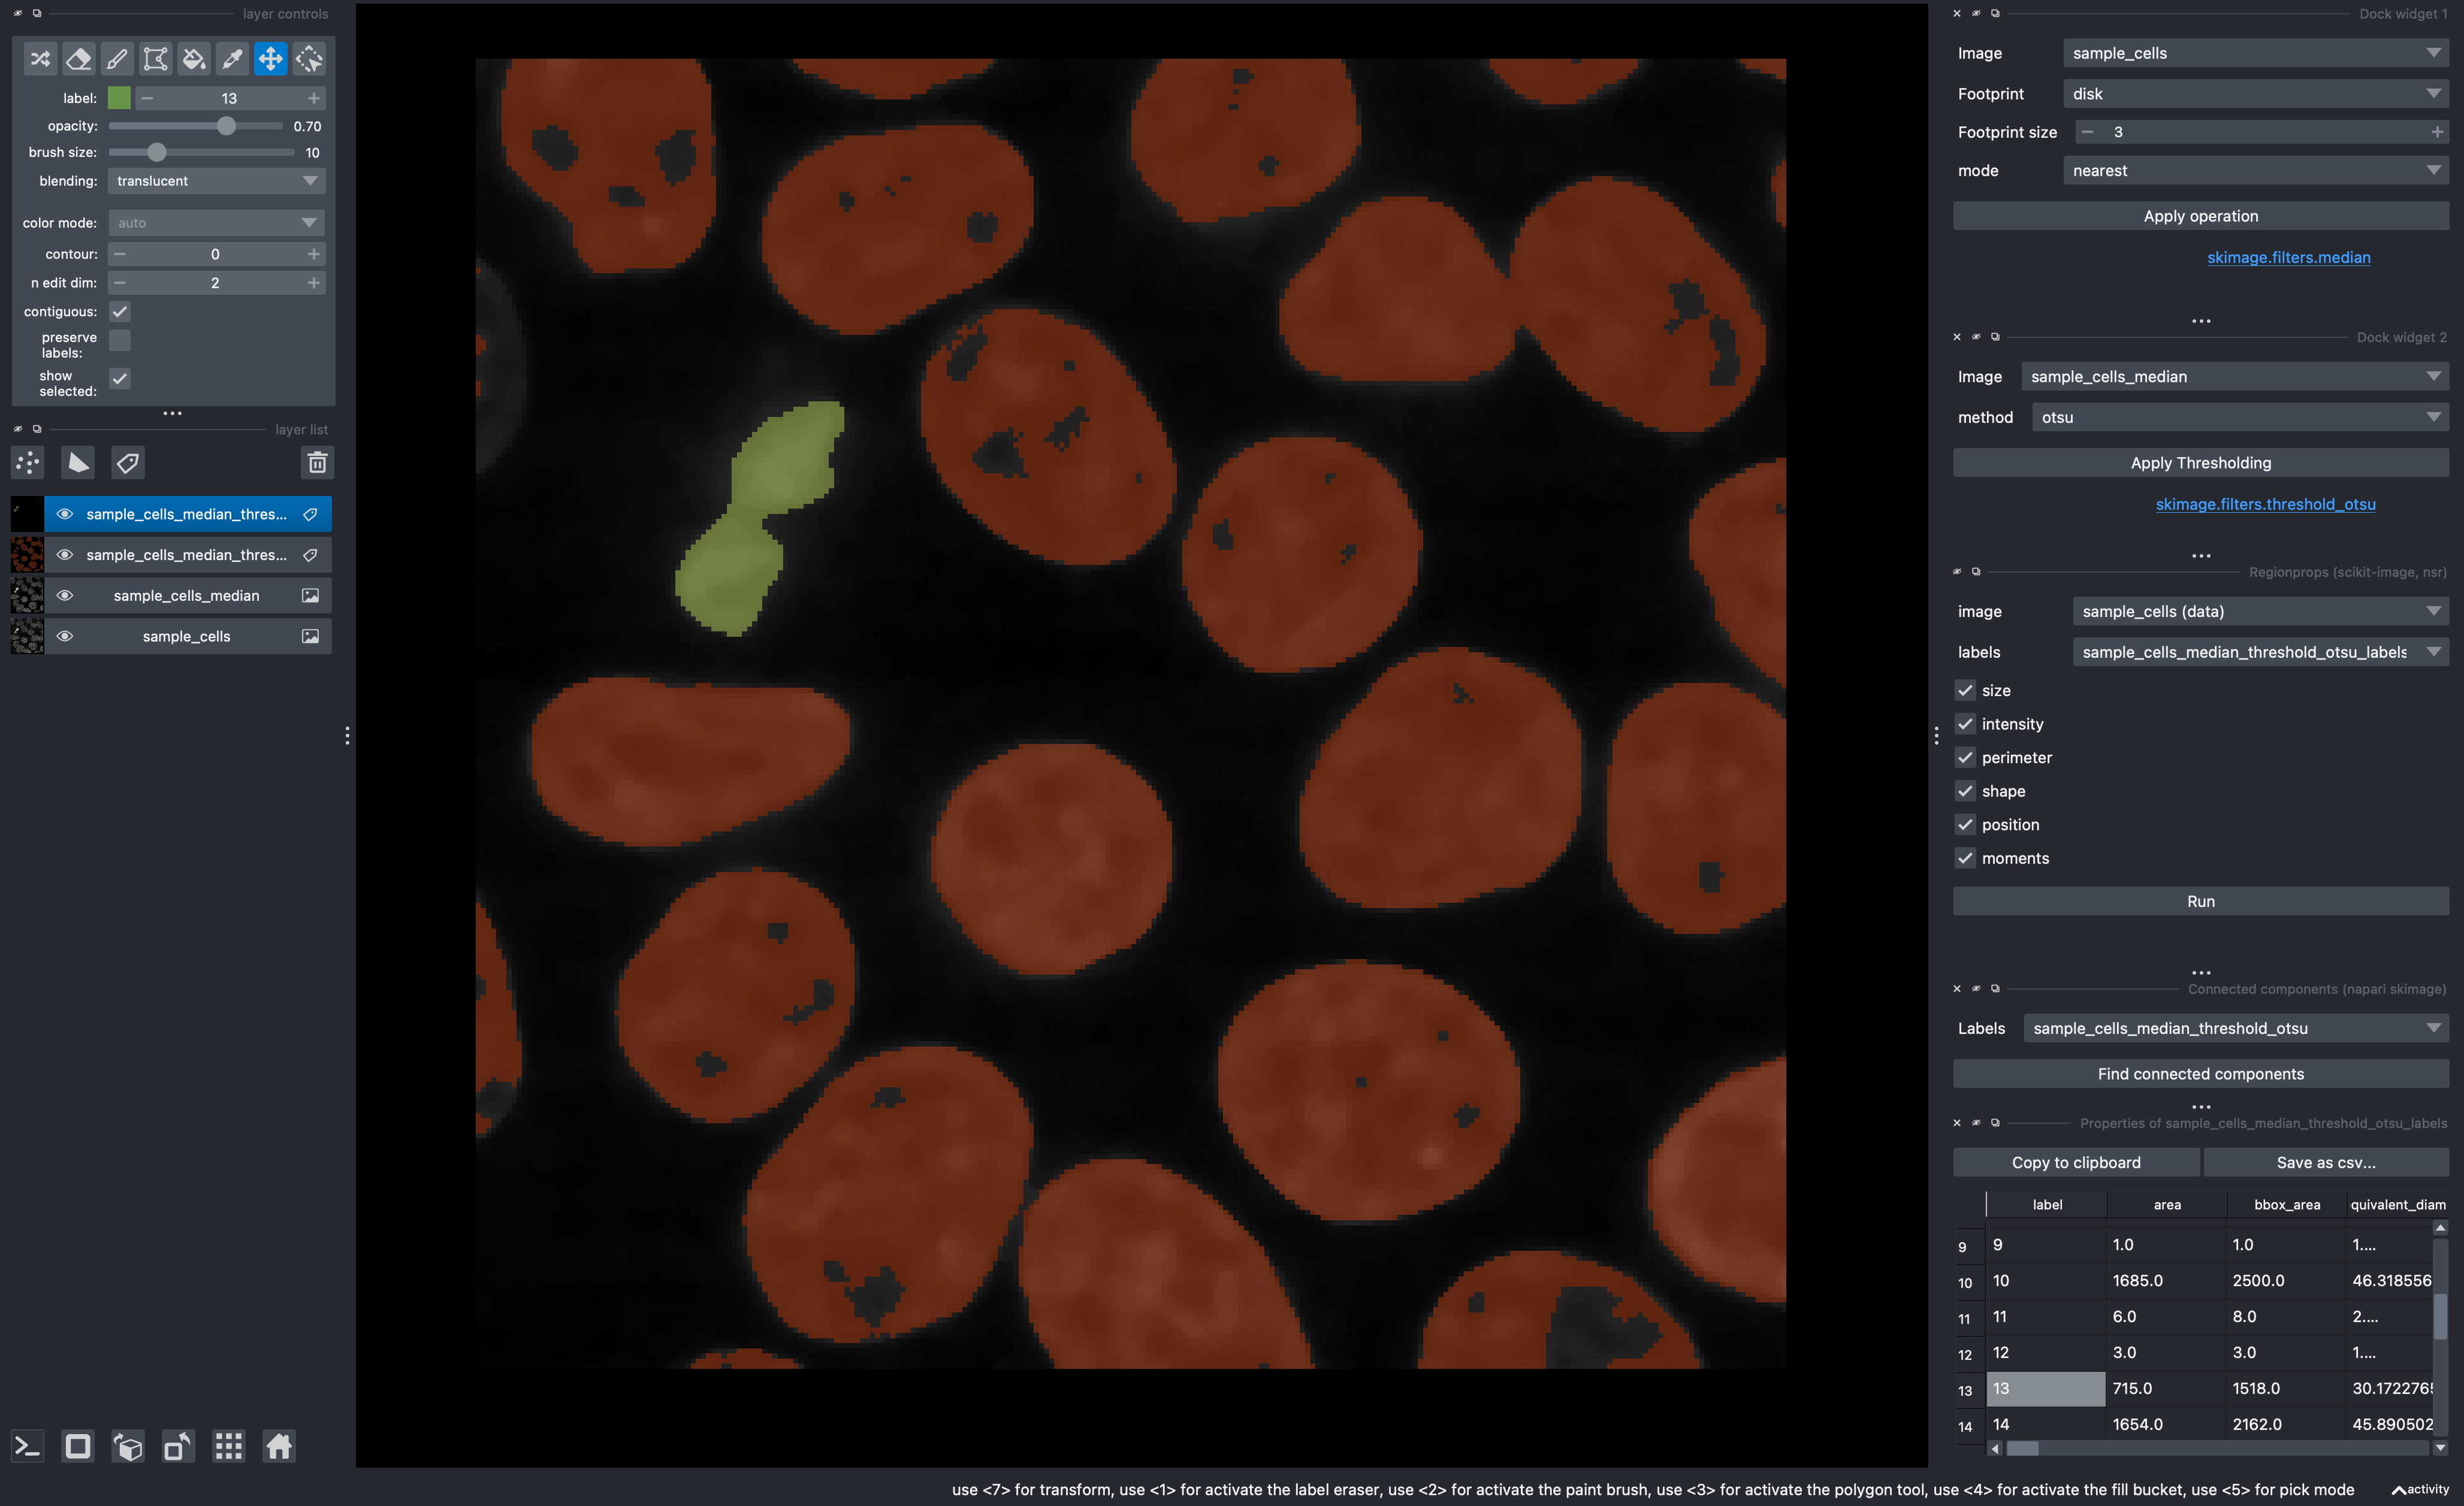 layer controls
label: 13
opacity: 0.70
brush size: 10
blending: translucent
color mode: auto
contour: 0
n edit dim: 2
contiguous:
preserve
labels:
show
selected:
layer list
sample_cells_median_thres...
sample_cells_median_thres...
sample_cells_median
sample_cells
Dock widget 1
Image sample_cells
Footprint disk
Footprint size 3
mode nearest
Apply operation
skimage.filters.median
Dock widget 2
Image sample_cells_median
method otsu
Apply Thresholding
skimage.filters.threshold_otsu
Regionprops (scikit-image, nsr)
image sample_cells (data)
labels sample_cells_median_threshold_otsu_labels
size
intensity
perimeter
shape
position
moments
Run
Connected components (napari skimage)
Labels sample_cells_median_threshold_otsu
Find connected components
Properties of sample_cells_median_threshold_otsu_labels
Copy to clipboard Save as csv...
label area bbox_area quivalent_diam
9 9 1.0 1.0 1....
10 10 1685.0 2500.0 46.318556
11 11 6.0 8.0 2....
12 12 3.0 3.0 1....
13 13 715.0 1518.0 30.1722765
14 14 1654.0 2162.0 45.890502
use <7> for transform, use <1> for activate the label eraser, use <2> for activate the paint brush, use <3> for activate the polygon tool, use <4> for activate the fill bucket, use <5> for pick mode activity